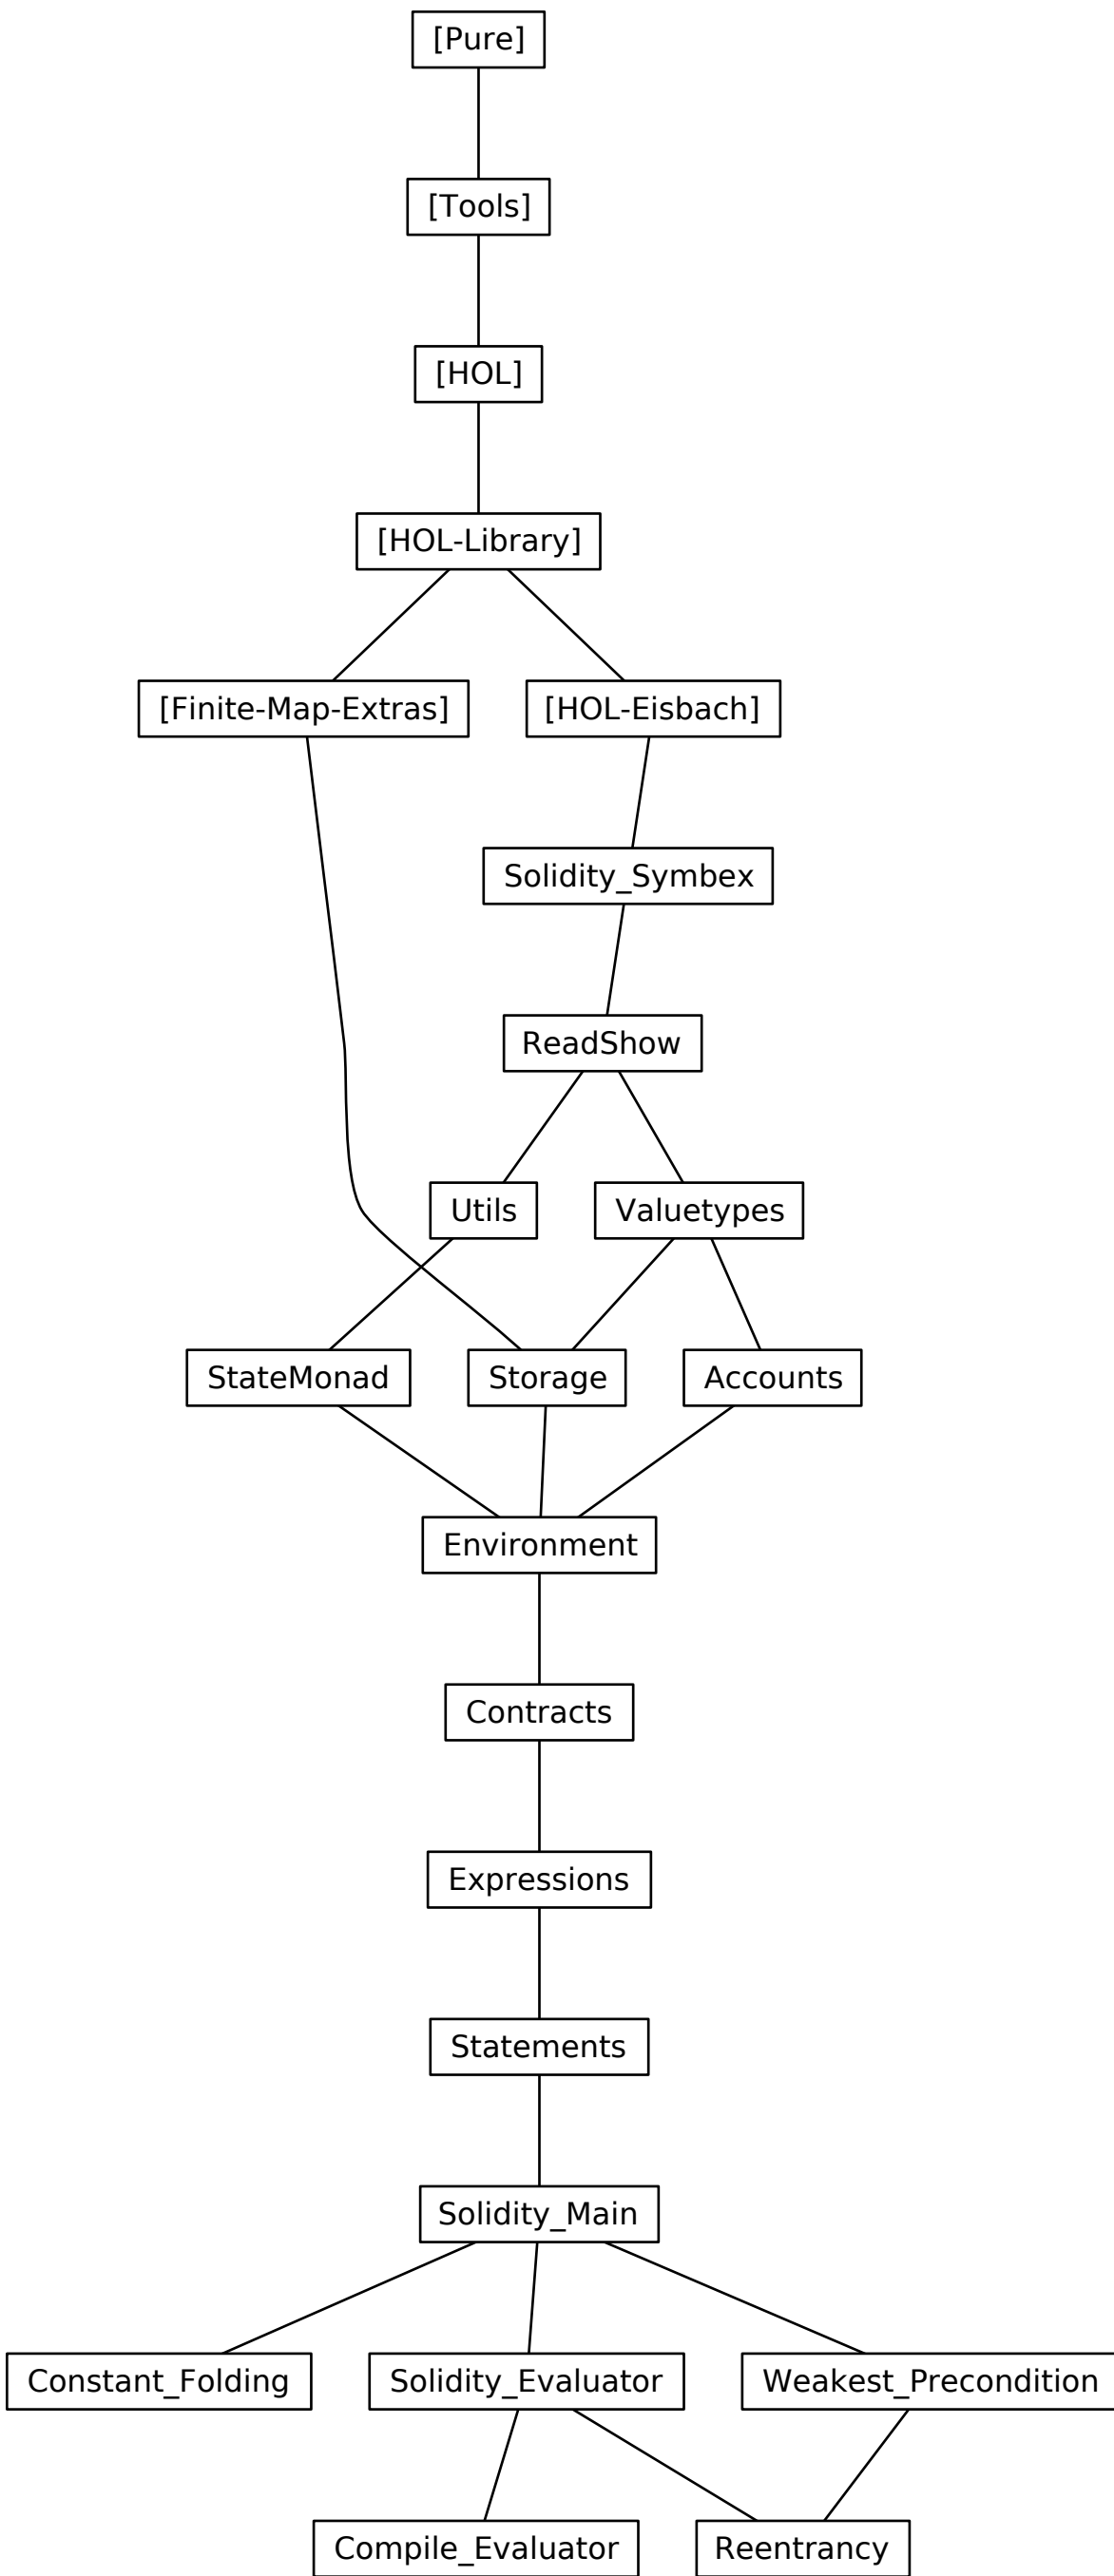 [Pure]
[Tools]
[HOL]
[HOL-Library]
[Finite-Map-Extras]
[HOL-Eisbach]
Solidity_Symbex
ReadShow
Utils
Valuetypes
StateMonad
Storage
Accounts
Environment
Contracts
Expressions
Statements
Solidity_Main
Constant_Folding
Solidity_Evaluator
Weakest_Precondition
Compile_Evaluator
Reentrancy